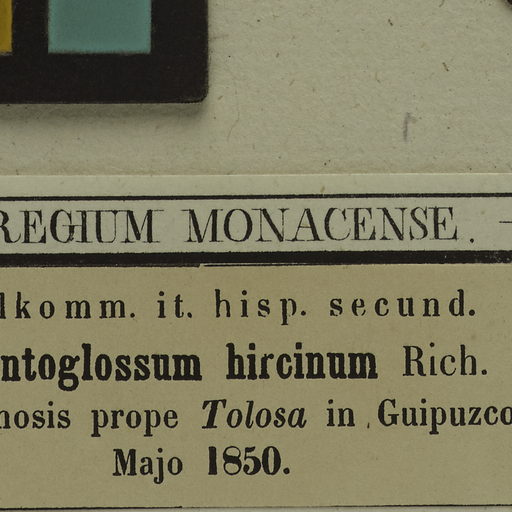 REGIUM MONACENSE.
lkomm. it. hisp. secund.
ntoglossum hircinum Rich.
nosis prope Tolosa in Guipuzco
Majo 1850.